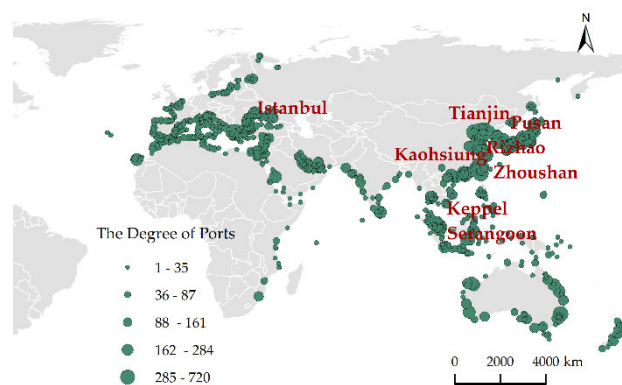 N
Istanbul
Tianjin
Pusan
Kaohsiung
Rizhao
Zhoushan
Keppel
Serangoon
The Degree of Ports
1 - 35
36 - 87
88 - 161
162 - 284
285 - 720
0 2000 4000 km